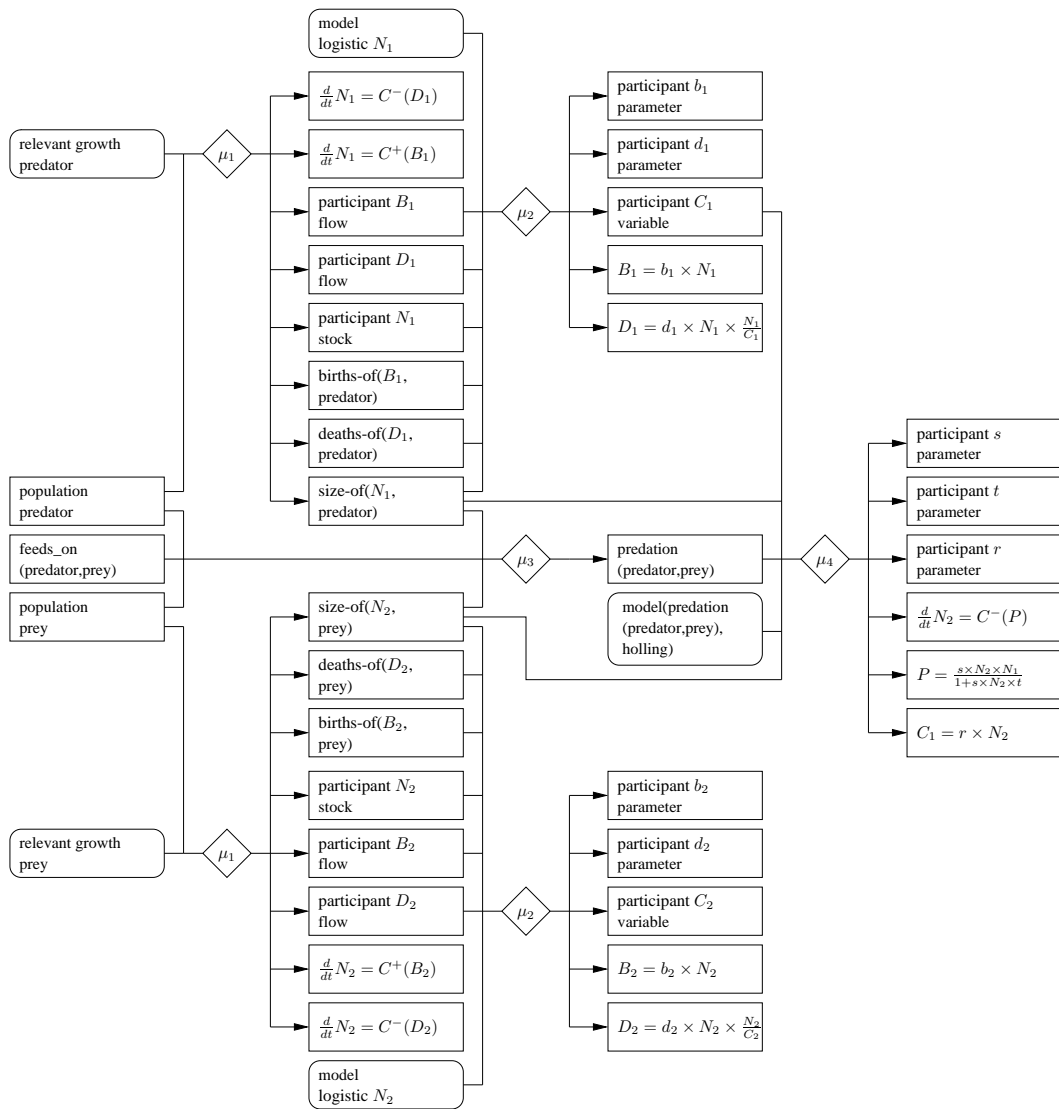 model
logistic N₁
d/dt N₁ = C⁻(D₁)
relevant growth
predator
μ₁
d/dt N₁ = C⁺(B₁)
participant B₁
flow
participant D₁
flow
participant N₁
stock
births-of(B₁,
predator)
deaths-of(D₁,
predator)
size-of(N₁,
predator)
μ₂
participant b₁
parameter
participant d₁
parameter
participant C₁
variable
B₁ = b₁ × N₁
D₁ = d₁ × N₁ × N₁/C₁
population
predator
feeds_on
(predator,prey)
population
prey
μ₃
predation
(predator,prey)
model(predation
(predator,prey),
holling)
μ₄
participant s
parameter
participant t
parameter
participant r
parameter
d/dt N₂ = C⁻(P)
P = s×N₂×N₁/1+s×N₂×t
C₁ = r × N₂
size-of(N₂,
prey)
deaths-of(D₂,
prey)
births-of(B₂,
prey)
participant N₂
stock
relevant growth
prey
μ₁
participant B₂
flow
participant D₂
flow
d/dt N₂ = C⁺(B₂)
d/dt N₂ = C⁻(D₂)
model
logistic N₂
μ₂
participant b₂
parameter
participant d₂
parameter
participant C₂
variable
B₂ = b₂ × N₂
D₂ = d₂ × N₂ × N₂/C₂